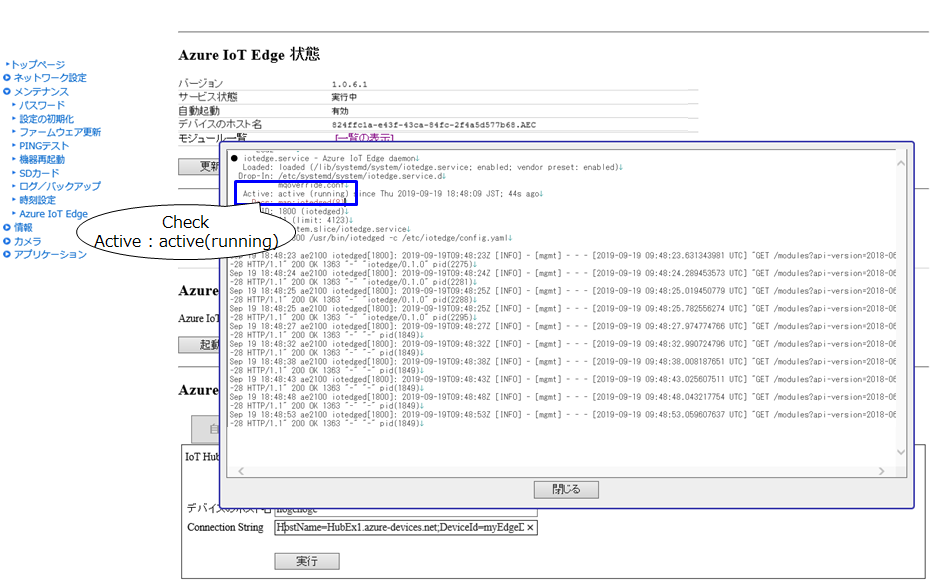 トップページ
ネットワーク設定
メンテナンス
パスワード
設定の初期化
ファームウェア更新
PINGテスト
機器再起動
SDカード
ログ／バックアップ
時刻設定
Azure IoT Edge
情報
カメラ
アプリケーション
Azure IoT Edge 状態
バージョン 1.0.6.1
サービス状態 実行中
自動起動 有効
デバイスのホスト名 824ffc1a-e43f-43ca-84fc-2f4a5d577b68.AEC
モジュール一覧 [一覧の表示]
更新
● iotedge.service - Azure IoT Edge daemon↓
Loaded: loaded (/lib/systemd/system/iotedge.service; enabled; vendor preset: enabled)↓
Drop-In: /etc/systemd/system/iotedge.service.d↓
override.conf↓
Active: active (running) since Thu 2019-09-19 18:48:09 JST; 44s ago↓
Docs: man:iotedged(8)↓
PID: 1800 (iotedged)↓
(limit: 4123)↓
tem.slice/iotedge.service↓
/usr/bin/iotedged -c /etc/iotedge/config.yaml↓
Check
Active：active(running)
Sep 19 18:48:23 ae2100 iotedged[1800]: 2019-09-19T09:48:23Z [INFO] - [mgmt] - - - [2019-09-19 09:48:23.631343981 UTC] "GET /modules?api-version=2018-06
-28 HTTP/1.1" 200 OK 1363 "-" "iotedge/0.1.0" pid(2275)↓
Sep 19 18:48:24 ae2100 iotedged[1800]: 2019-09-19T09:48:24Z [INFO] - [mgmt] - - - [2019-09-19 09:48:24.289453573 UTC] "GET /modules?api-version=2018-06
-28 HTTP/1.1" 200 OK 1363 "-" "iotedge/0.1.0" pid(2281)↓
Sep 19 18:48:25 ae2100 iotedged[1800]: 2019-09-19T09:48:25Z [INFO] - [mgmt] - - - [2019-09-19 09:48:25.019450779 UTC] "GET /modules?api-version=2018-06
-28 HTTP/1.1" 200 OK 1363 "-" "iotedge/0.1.0" pid(2288)↓
Sep 19 18:48:25 ae2100 iotedged[1800]: 2019-09-19T09:48:25Z [INFO] - [mgmt] - - - [2019-09-19 09:48:25.782556274 UTC] "GET /modules?api-version=2018-06
-28 HTTP/1.1" 200 OK 1363 "-" "iotedge/0.1.0" pid(2295)↓
Sep 19 18:48:27 ae2100 iotedged[1800]: 2019-09-19T09:48:27Z [INFO] - [mgmt] - - - [2019-09-19 09:48:27.974774766 UTC] "GET /modules?api-version=2018-06
-28 HTTP/1.1" 200 OK 1363 "-" "-" pid(1849)↓
Sep 19 18:48:32 ae2100 iotedged[1800]: 2019-09-19T09:48:32Z [INFO] - [mgmt] - - - [2019-09-19 09:48:32.990724796 UTC] "GET /modules?api-version=2018-06
-28 HTTP/1.1" 200 OK 1363 "-" "-" pid(1849)↓
Sep 19 18:48:38 ae2100 iotedged[1800]: 2019-09-19T09:48:38Z [INFO] - [mgmt] - - - [2019-09-19 09:48:38.008187651 UTC] "GET /modules?api-version=2018-06
-28 HTTP/1.1" 200 OK 1363 "-" "-" pid(1849)↓
Sep 19 18:48:43 ae2100 iotedged[1800]: 2019-09-19T09:48:43Z [INFO] - [mgmt] - - - [2019-09-19 09:48:43.025607511 UTC] "GET /modules?api-version=2018-06
-28 HTTP/1.1" 200 OK 1363 "-" "-" pid(1849)↓
Sep 19 18:48:48 ae2100 iotedged[1800]: 2019-09-19T09:48:48Z [INFO] - [mgmt] - - - [2019-09-19 09:48:48.043217754 UTC] "GET /modules?api-version=2018-06
-28 HTTP/1.1" 200 OK 1363 "-" "-" pid(1849)↓
Sep 19 18:48:53 ae2100 iotedged[1800]: 2019-09-19T09:48:53Z [INFO] - [mgmt] - - - [2019-09-19 09:48:53.059607637 UTC] "GET /modules?api-version=2018-06
-28 HTTP/1.1" 200 OK 1363 "-" "-" pid(1849)↓
閉じる
Azure
Azure IoT
起動
Azure
IoT Hub
デバイスのホスト名 hogehoge
Connection String HostName=HubEx1.azure-devices.net;DeviceId=myEdgeD ×
実行